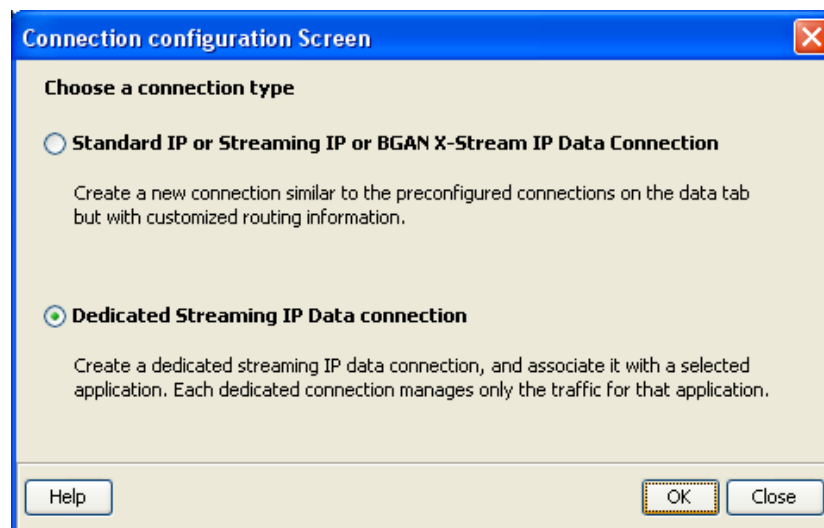 Connection configuration Screen
Choose a connection type
Standard IP or Streaming IP or BGAN X-Stream IP Data Connection
Create a new connection similar to the preconfigured connections on the data tab
but with customized routing information.
Dedicated Streaming IP Data connection
Create a dedicated streaming IP data connection, and associate it with a selected
application. Each dedicated connection manages only the traffic for that application.
Help
OK
Close